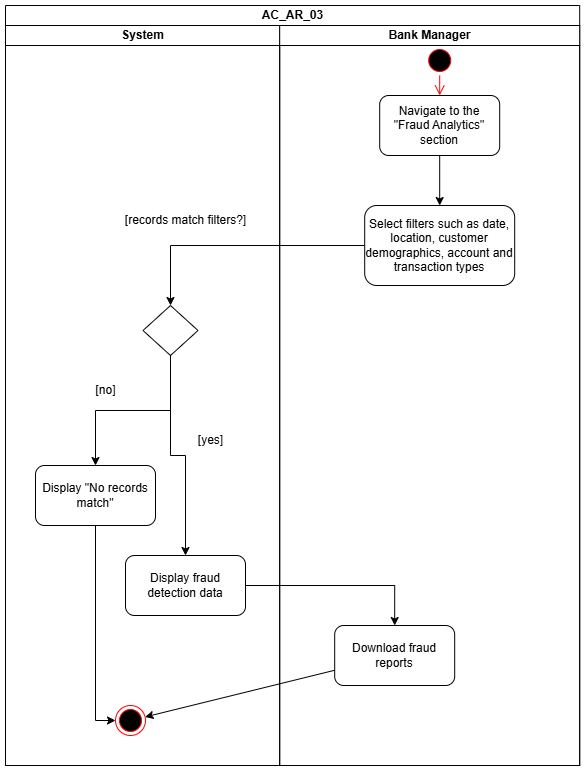 AC_AR_03
System
Bank Manager
Navigate to the
"Fraud Analytics"
section
[records match filters?]
Select filters such as date,
location, customer
demographics, account and
transaction types
[no]
[yes]
Display "No records
match"
Display fraud
detection data
Download fraud
reports